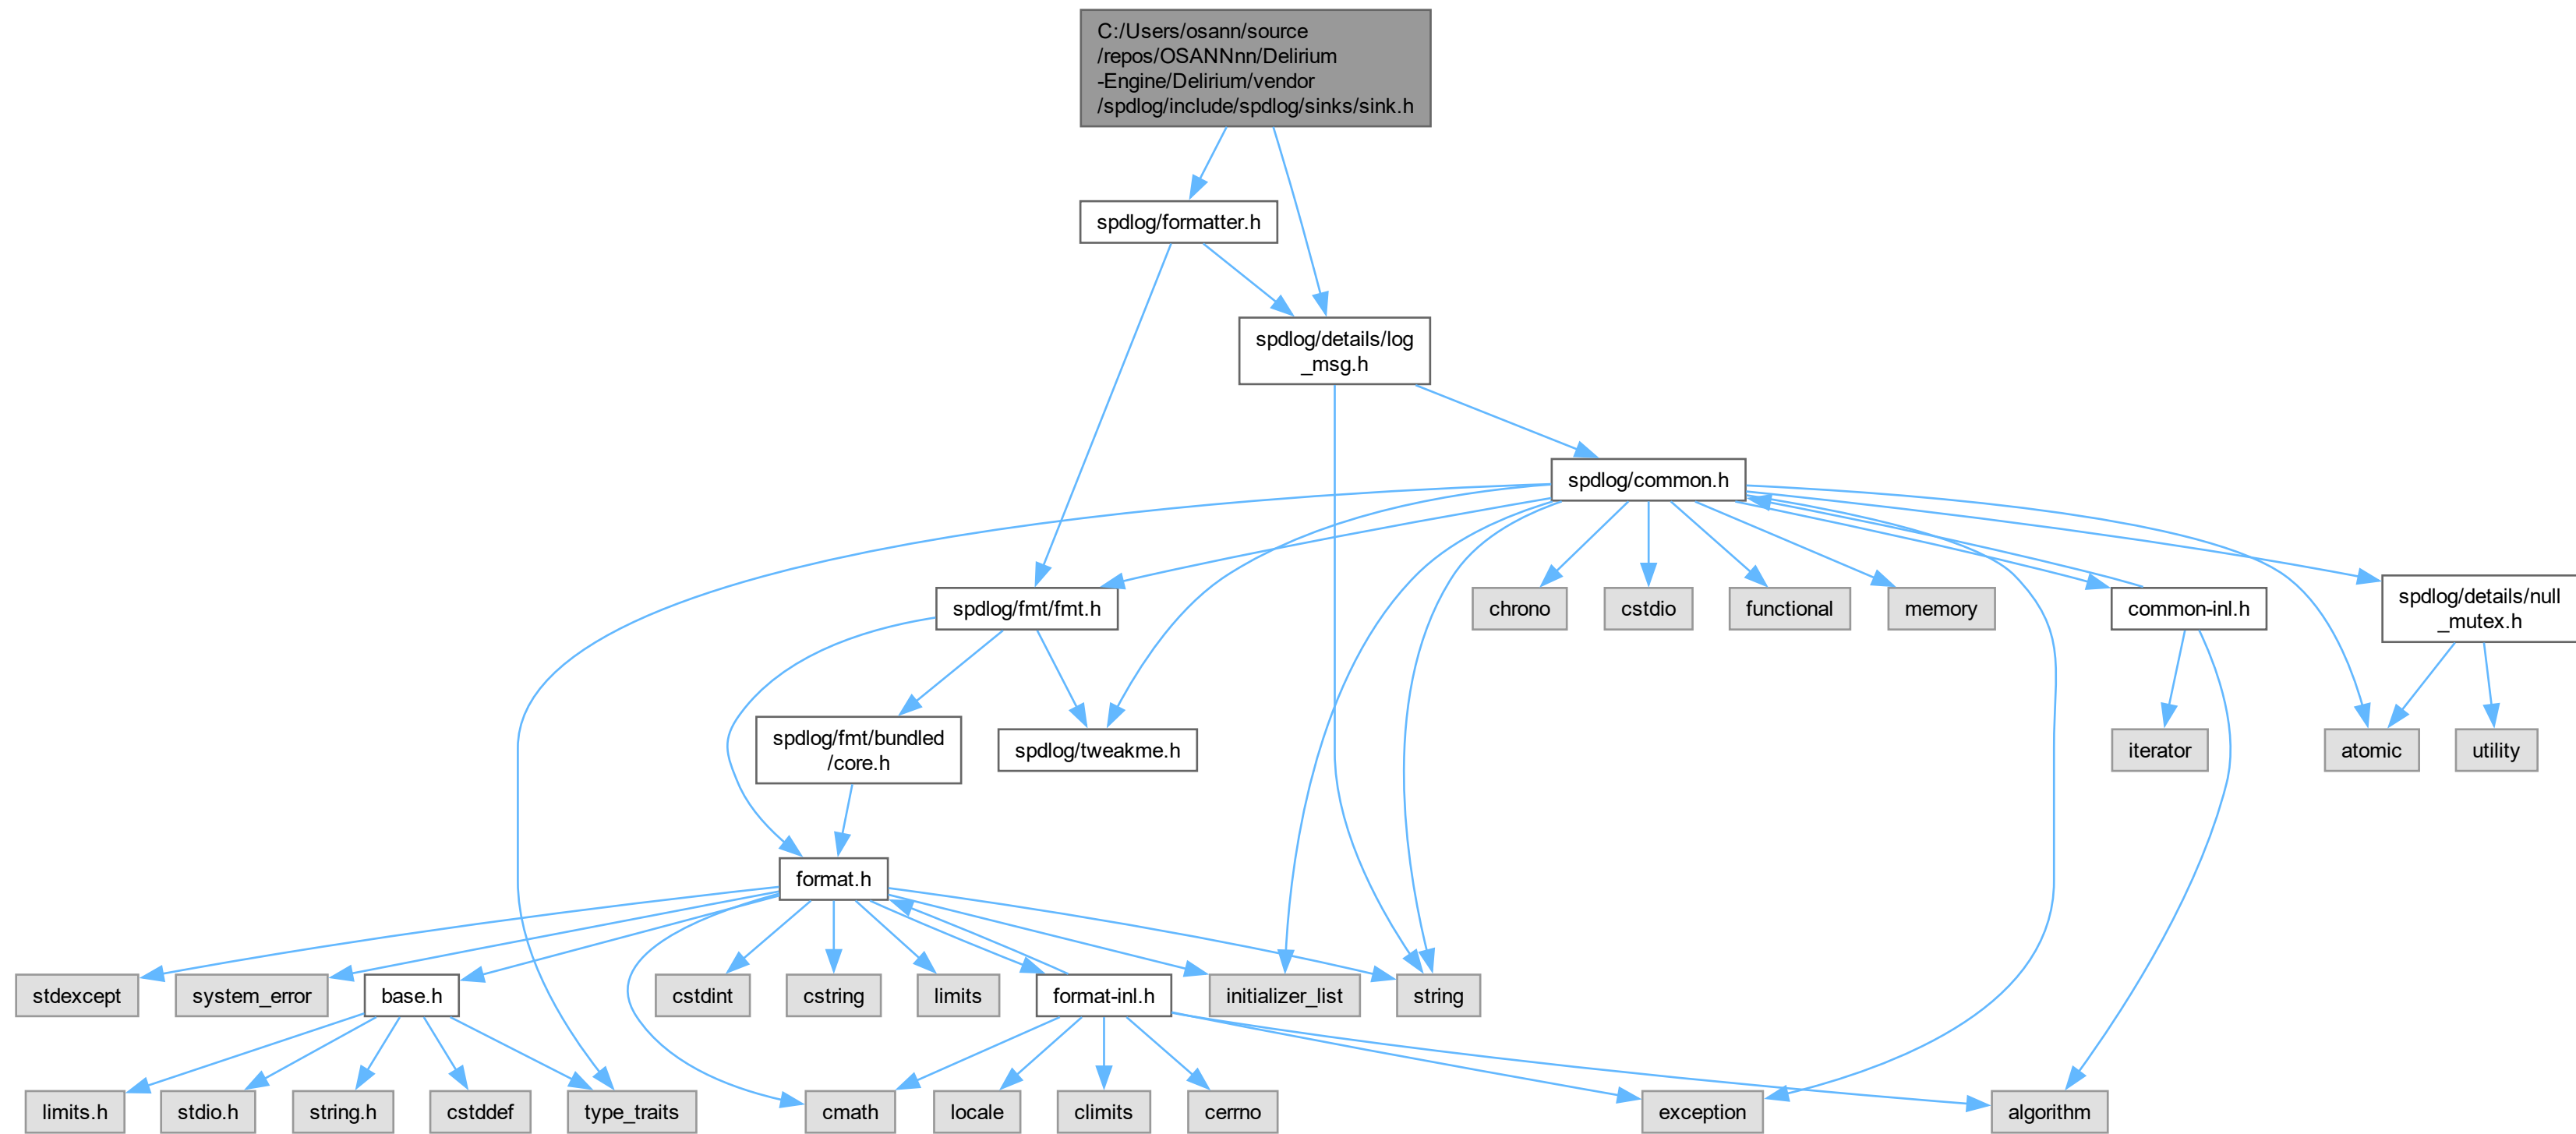 C:/Users/osann/source
/repos/OSANNnn/Delirium
-Engine/Delirium/vendor
/spdlog/include/spdlog/sinks/sink.h
spdlog/formatter.h
spdlog/details/log
_msg.h
spdlog/common.h
spdlog/fmt/fmt.h
chrono
cstdio
functional
memory
common-inl.h
spdlog/details/null
_mutex.h
spdlog/fmt/bundled
/core.h
spdlog/tweakme.h
iterator
atomic
utility
format.h
stdexcept
system_error
base.h
cstdint
cstring
limits
format-inl.h
initializer_list
string
limits.h
stdio.h
string.h
cstddef
type_traits
cmath
locale
climits
cerrno
exception
algorithm